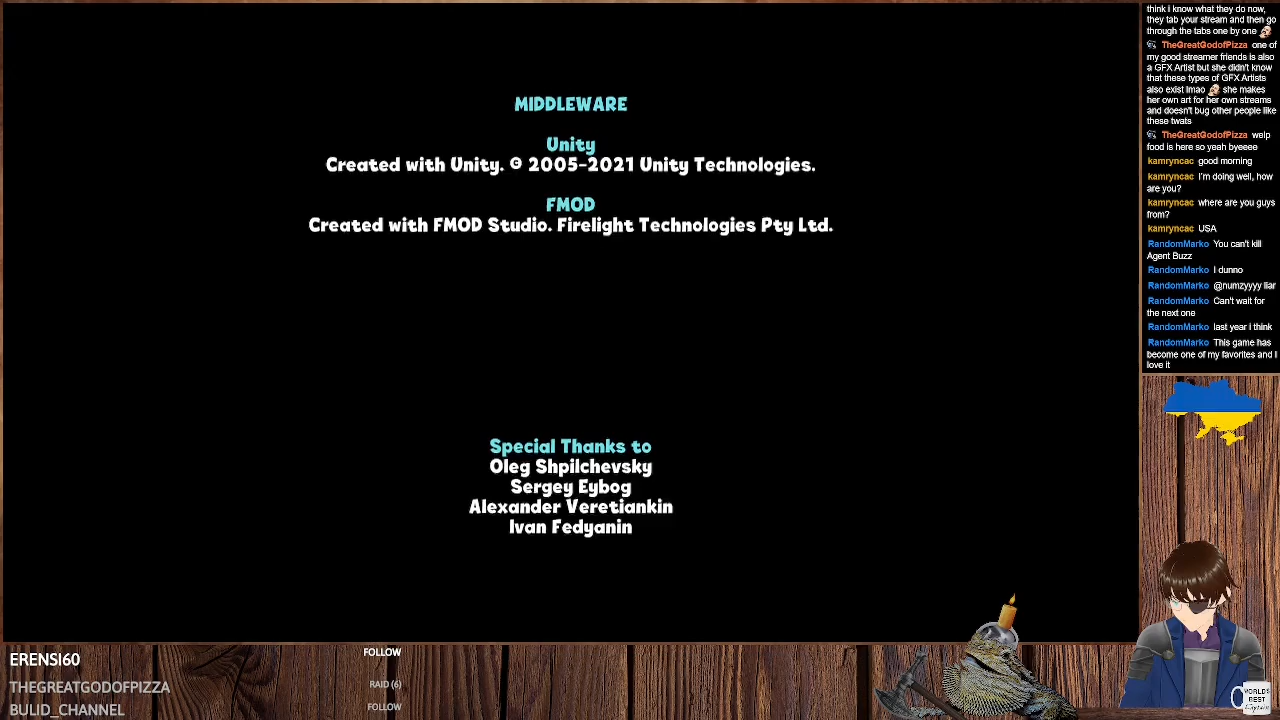 MIDDLEWARE
Unity
Created with Unity. © 2005-2021 Unity Technologies.
FMOD
Created with FMOD Studio. Firelight Technologies Pty Ltd.
Special Thanks to
Oleg Shpilchevsky
Sergey Eybog
Alexander Veretiankin
Ivan Fedyanin
think i know what they do now,
they tab your stream and then go
through the tabs one by one
TheGreatGodofPizza one of
my good streamer friends is also
a GFX Artist but she didn't know
that these types of GFX Artists
also exist lmao she makes
her own art for her own streams
and doesn't bug other people like
these twats
TheGreatGodofPizza welp
food is here so yeah byeeee
kamryncac good morning
kamryncac I'm doing well, how
are you?
kamryncac where are you guys
from?
kamryncac USA
RandomMarko You can't kill
Agent Buzz
RandomMarko I dunno
RandomMarko @numzyyyy liar
RandomMarko Can't wait for
the next one
RandomMarko last year i think
RandomMarko This game has
become one of my favorites and I
love it
ERENSI60
FOLLOW
THEGREATGODOFPIZZA
RAID (6)
BULID_CHANNEL
FOLLOW
WORLD'S
BEST
Captain